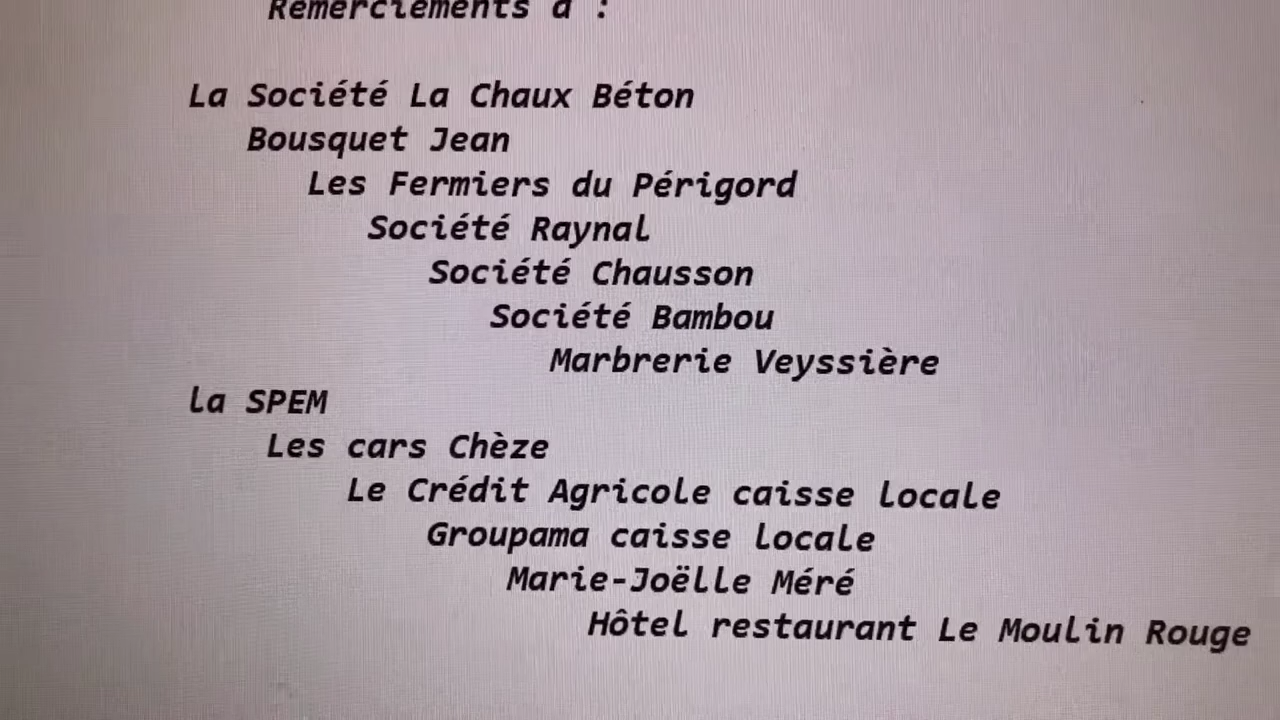 Remerciements à :
La Société La Chaux Béton
Bousquet Jean
Les Fermiers du Périgord
Société Raynal
Société Chausson
Société Bambou
Marbrerie Veyssière
la SPEM
Les cars Chèze
Le Crédit Agricole caisse locale
Groupama caisse locale
Marie-Joëlle Méré
Hôtel restaurant Le Moulin Rouge